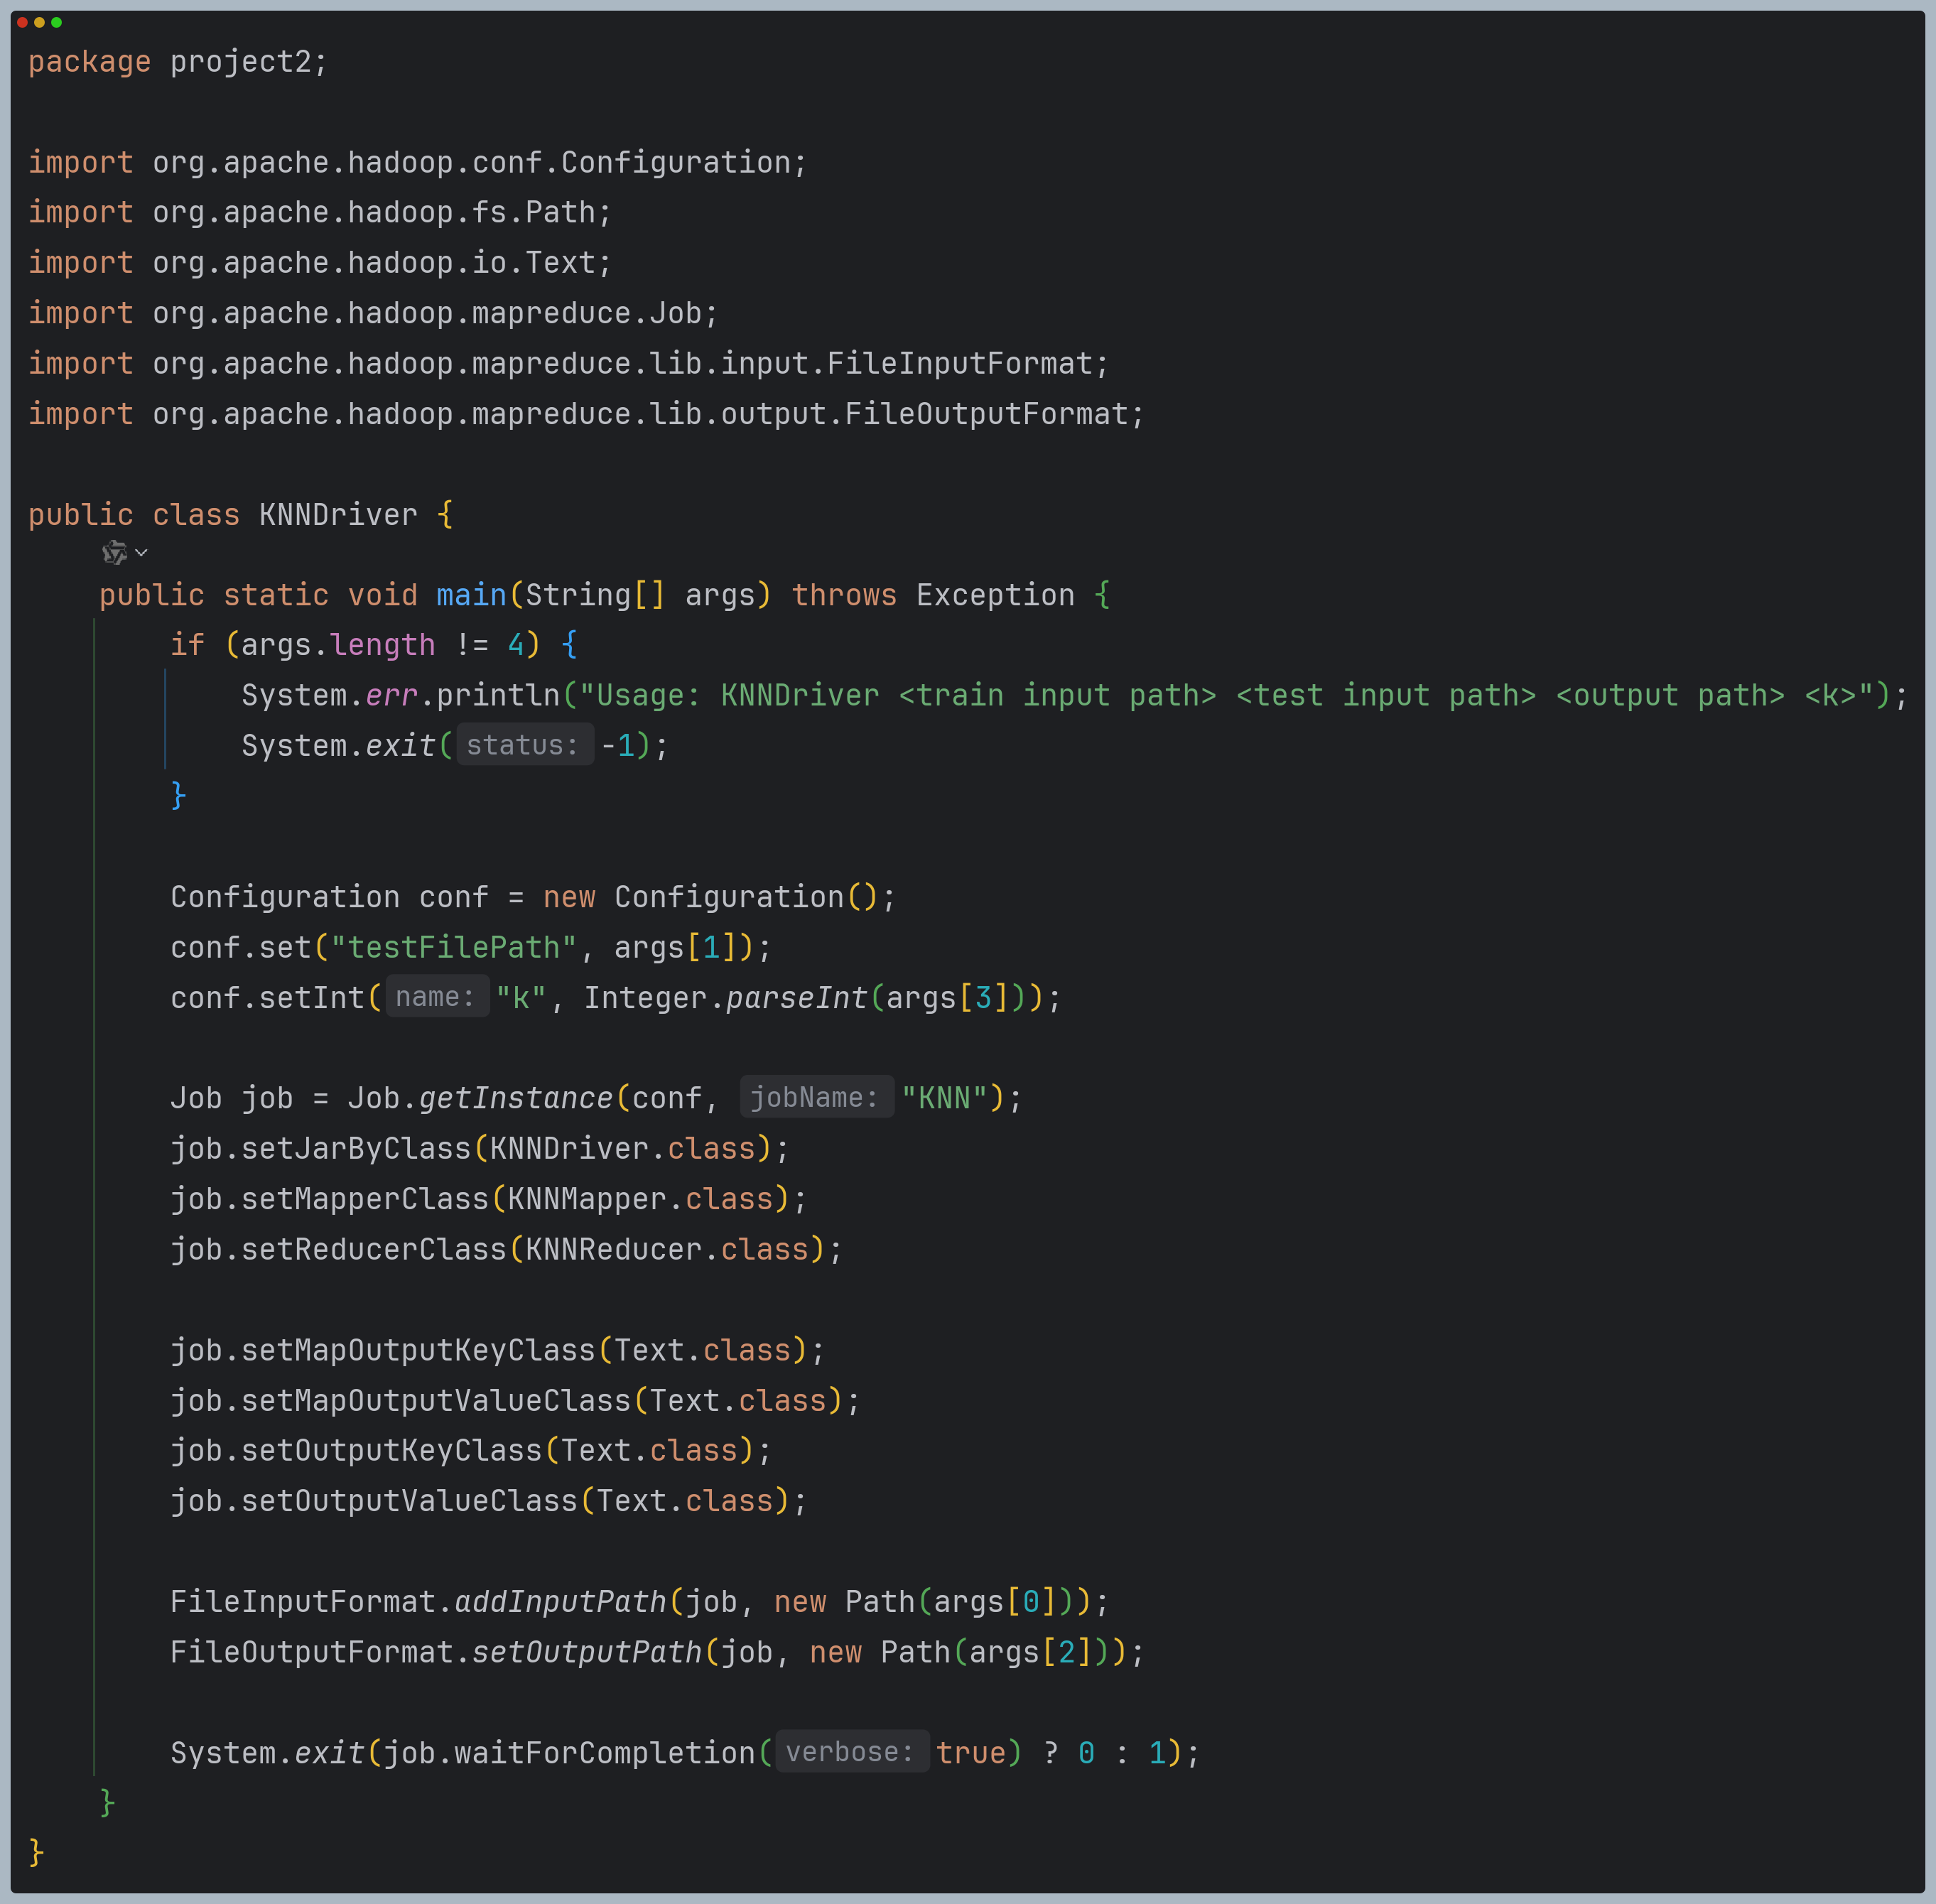 package project2;
import org.apache.hadoop.conf.Configuration;
import org.apache.hadoop.fs.Path;
import org.apache.hadoop.io.Text;
import org.apache.hadoop.mapreduce.Job;
import org.apache.hadoop.mapreduce.lib.input.FileInputFormat;
import org.apache.hadoop.mapreduce.lib.output.FileOutputFormat;
public class KNNDriver {
public static void main(String[] args) throws Exception {
if (args.length != 4) {
System.err.println("Usage: KNNDriver <train input path> <test input path> <output path> <k>");
System.exit( status: -1);
}
Configuration conf = new Configuration();
conf.set("testFilePath", args[1]);
conf.setInt( name: "k", Integer.parseInt(args[3]));
Job job = Job.getInstance(conf, jobName: "KNN");
job.setJarByClass(KNNDriver.class);
job.setMapperClass(KNNMapper.class);
job.setReducerClass(KNNReducer.class);
job.setMapOutputKeyClass(Text.class);
job.setMapOutputValueClass(Text.class);
job.setOutputKeyClass(Text.class);
job.setOutputValueClass(Text.class);
FileInputFormat.addInputPath(job, new Path(args[0]));
FileOutputFormat.setOutputPath(job, new Path(args[2]));
System.exit(job.waitForCompletion( verbose: true) ? 0 : 1);
}
}